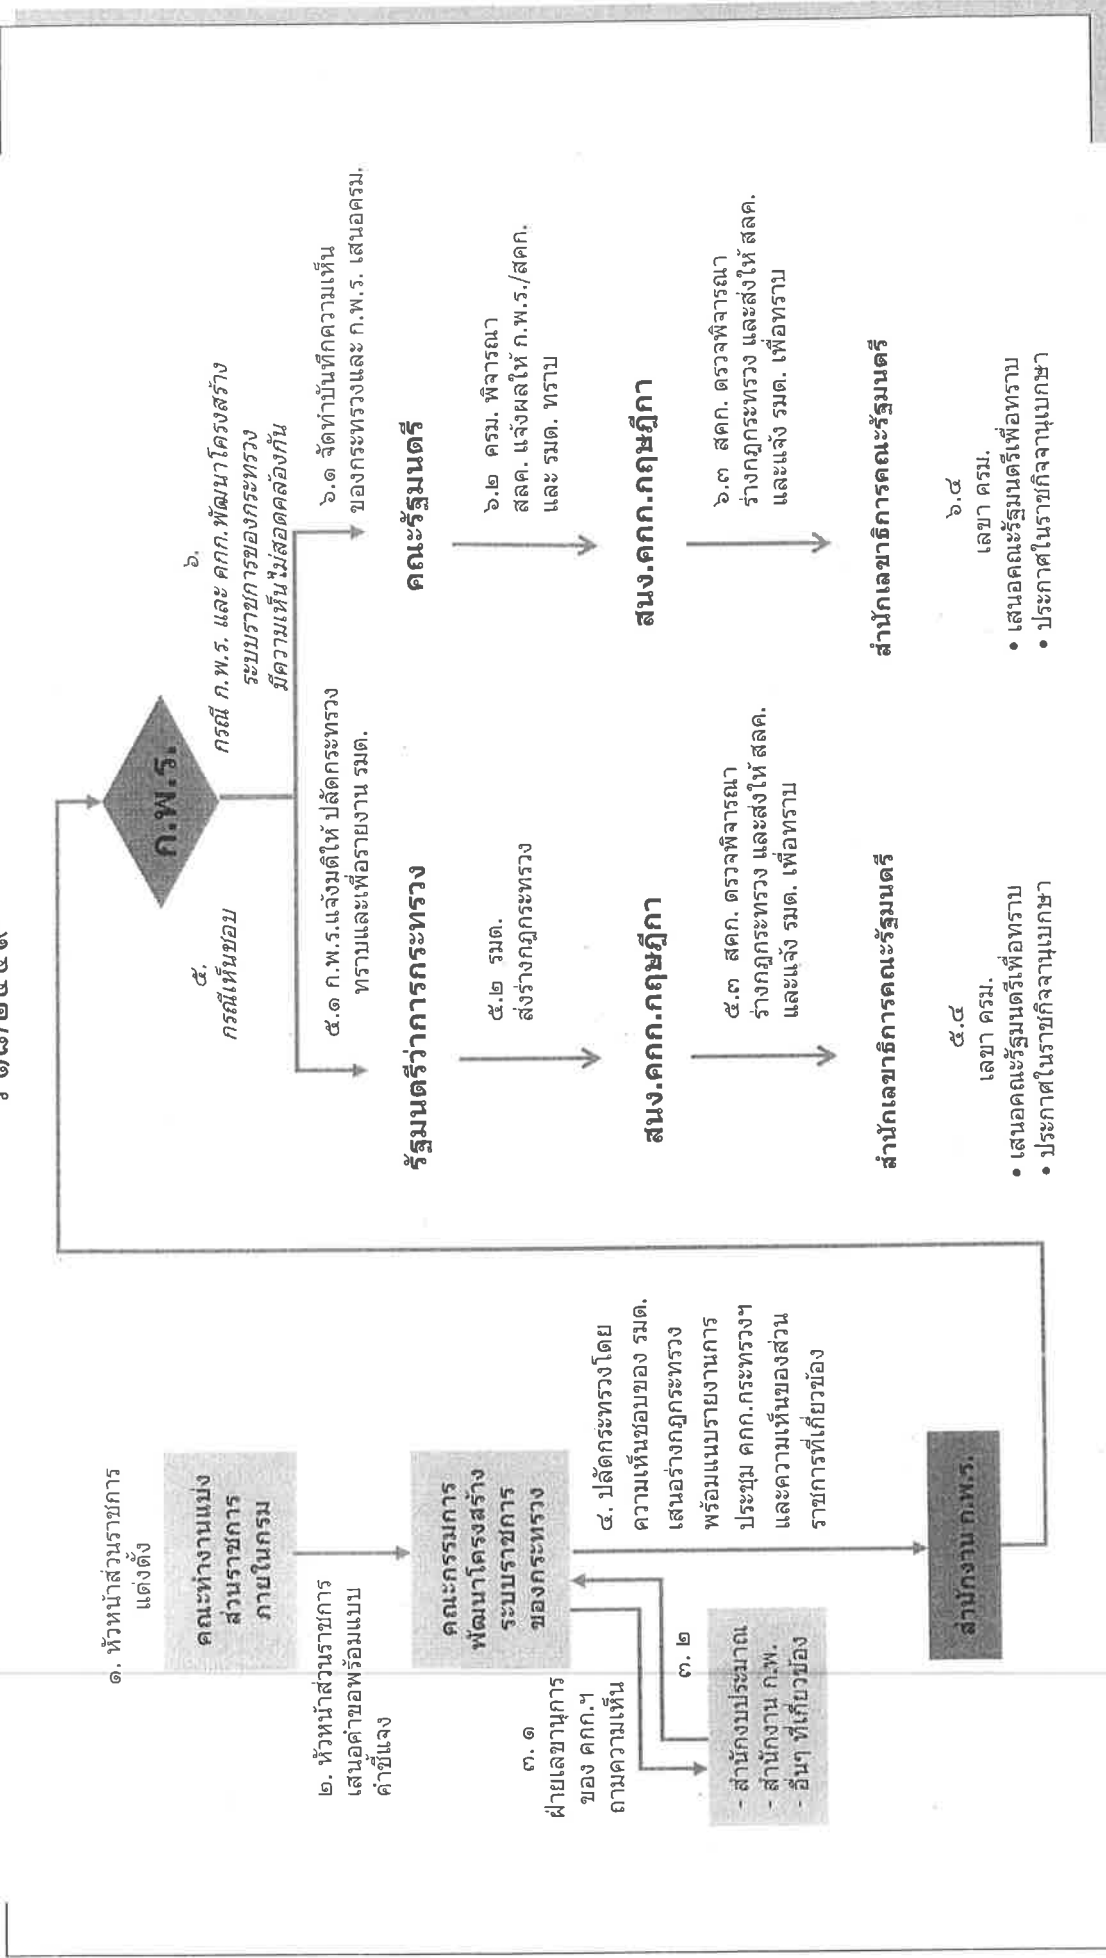 ๑. หัวหน้าส่วนราชการ
แต่งตั้ง
คณะทำงานแบ่ง
ส่วนราชการ
ภายในกรม
๒. หัวหน้าส่วนราชการ
เสนอคำขอพร้อมแบบ
คำชี้แจง
คณะกรรมการ
พัฒนาโครงสร้าง
ระบบราชการ
ของกระทรวง
๓. ๑
ฝ่ายเลขานุการ
ของ คกก.ฯ
ถามความเห็น
๓. ๒
- สำนักงบประมาณ
- สำนักงาน ก.พ.
- อื่นๆ ที่เกี่ยวข้อง
๔. ปลัดกระทรวงโดย
ความเห็นชอบของ รมต.
เสนอร่างกฎกระทรวง
พร้อมแนบรายงานการ
ประชุม คกก.กระทรวงฯ
และความเห็นของส่วน
ราชการที่เกี่ยวข้อง
สำนักงาน ก.พ.ร.
ก.พ.ร.
๕.
กรณีเห็นชอบ
๕.๑ ก.พ.ร.แจ้งมติให้ ปลัดกระทรวง
ทราบและเพื่อรายงาน รมต.
รัฐมนตรีว่าการกระทรวง
๕.๒ รมต.
ส่งร่างกฎกระทรวง
สนง.คกก.กฤษฎีกา
๕.๓ สคก. ตรวจพิจารณา
ร่างกฎกระทรวง และส่งให้ สลค.
และแจ้ง รมต. เพื่อทราบ
สำนักเลขาธิการคณะรัฐมนตรี
๕.๔
เลขา ครม.
• เสนอคณะรัฐมนตรีเพื่อทราบ
• ประกาศในราชกิจจานุเบกษา
๖.
กรณี ก.พ.ร. และ คกก.พัฒนาโครงสร้าง
ระบบราชการของกระทรวง
มีความเห็นไม่สอดคล้องกัน
๖.๑ จัดทำบันทึกความเห็น
ของกระทรวงและ ก.พ.ร. เสนอครม.
คณะรัฐมนตรี
๖.๒ ครม. พิจารณา
สลค. แจ้งผลให้ ก.พ.ร./สคก.
และ รมต. ทราบ
สนง.คกก.กฤษฎีกา
๖.๓ สคก. ตรวจพิจารณา
ร่างกฎกระทรวง และส่งให้ สลค.
และแจ้ง รมต. เพื่อทราบ
สำนักเลขาธิการคณะรัฐมนตรี
๖.๔
เลขา ครม.
• เสนอคณะรัฐมนตรีเพื่อทราบ
• ประกาศในราชกิจจานุเบกษา